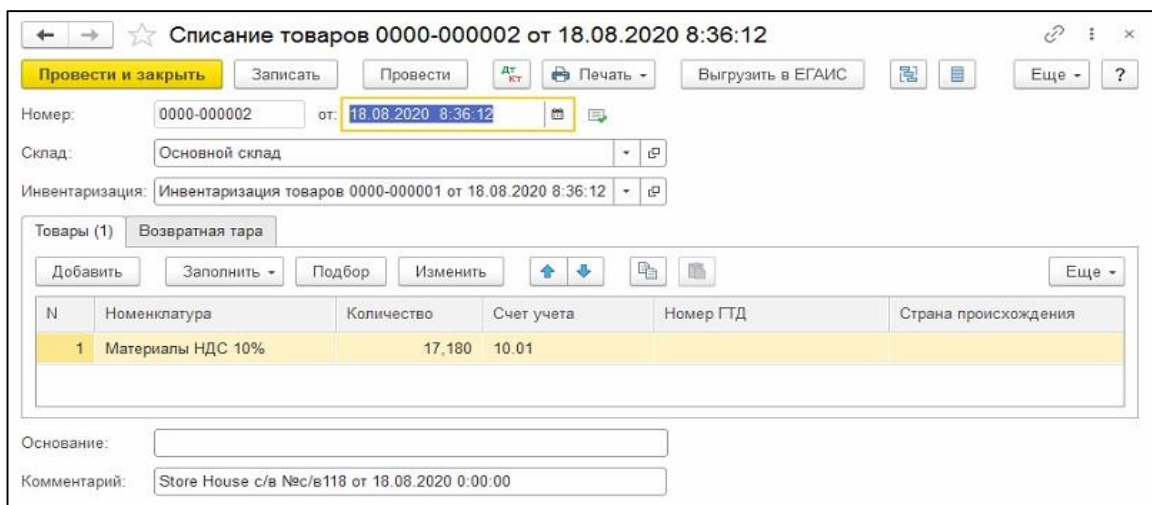 Списание товаров 0000-000002 от 18.08.2020 8:36:12
Провести и закрыть Записать Провести Дт Кт Печать Выгрузить в ЕГАИС Еще ?
Номер: 0000-000002 от: 18.08.2020 8:36:12
Склад: Основной склад
Инвентаризация: Инвентаризация товаров 0000-000001 от 18.08.2020 8:36:12
Товары (1) Возвратная тара
Добавить Заполнить Подбор Изменить Еще
N Номенклатура Количество Счет учета Номер ГТД Страна происхождения
1 Материалы НДС 10% 17,180 10.01
Основание:
Комментарий: Store House с/в №с/в118 от 18.08.2020 0:00:00